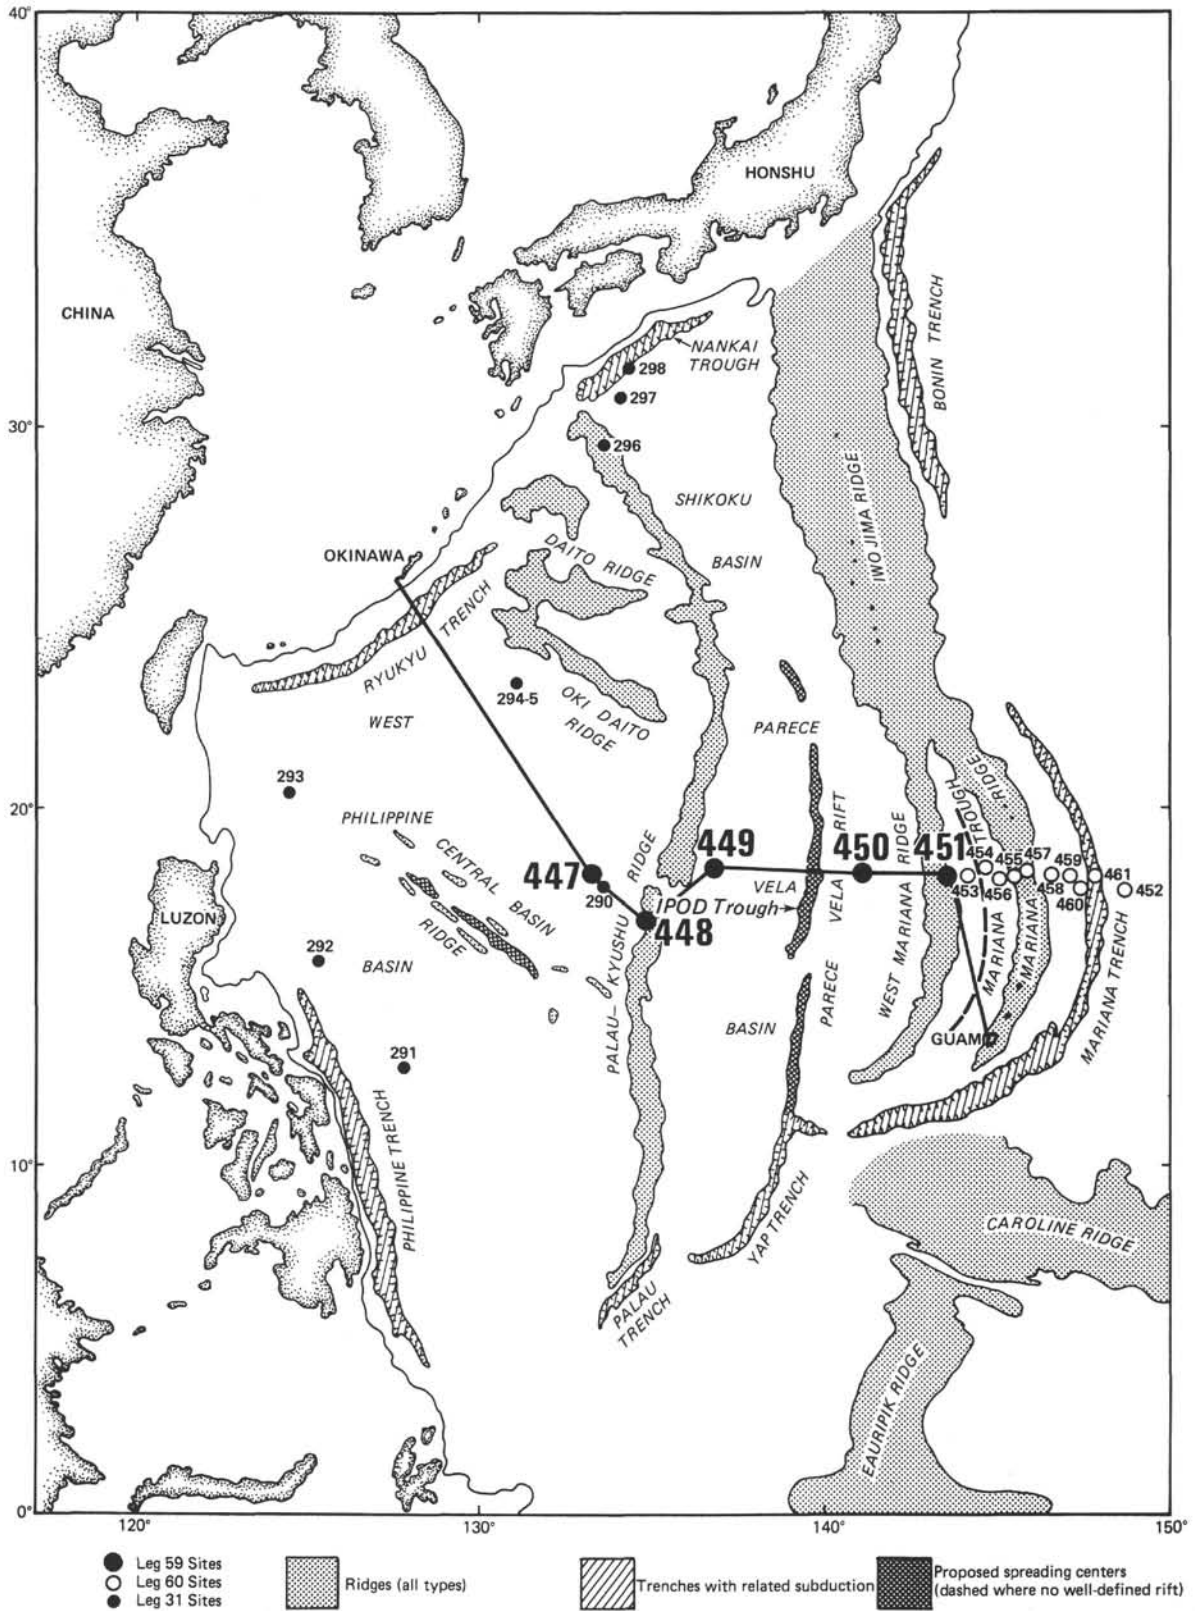 40°
HONSHU
CHINA
BONIN TRENCH
NANKAI
TROUGH
298
297
30°
296
SHIKOKU
IWO JIMA RIDGE
OKINAWA
DAITO RIDGE
BASIN
RYUKYU
TRENCH
294-5
OKI DAITO
RIDGE
WEST
PARECE
293
20°
PHILIPPINE
CENTRAL
BASIN
RIDGE
447
290
449
448
450
451
VELA
IPOD Trough
PALAU–KYUSHU
RIDGE
PARECE
VELA
RIFT
WEST MARIANA RIDGE
MARIANA
TROUGH
MARIANA
RIDGE
454
455
457
459
461
453
456
458
460
452
MARIANA TRENCH
LUZON
292
BASIN
BASIN
GUAM
291
PHILIPPINE TRENCH
10°
YAP TRENCH
CAROLINE RIDGE
PALAU
TRENCH
EAURIPIK RIDGE
0°
120°
130°
140°
150°
Leg 59 Sites
Leg 60 Sites
Leg 31 Sites
Ridges (all types)
Trenches with related subduction
Proposed spreading centers
(dashed where no well-defined rift)